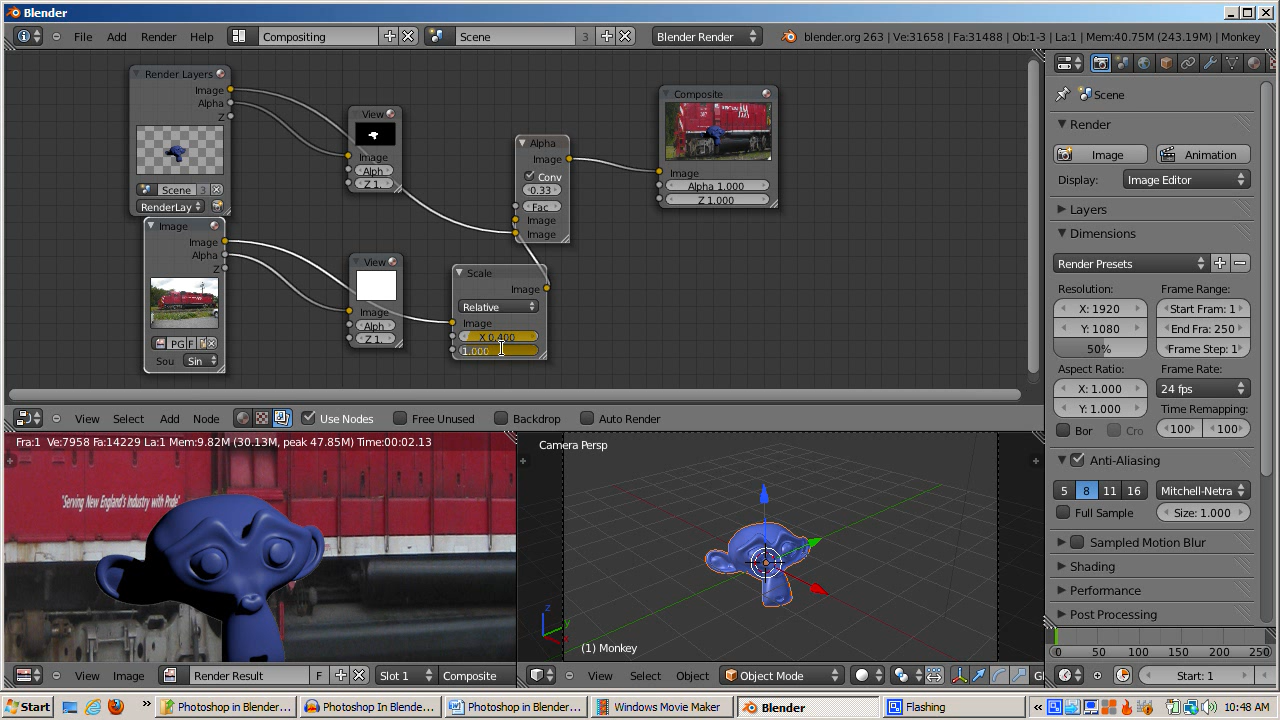 Blender
File Add Render Help Compositing Scene 3 Blender Render blender.org 263 | Ve:31658 | Fa:31488 | Ob:1-3 | La:1 | Mem:40.75M (243.19M) | Monkey
Render Layers
Image
Alpha
Z
Scene 3
RenderLay
View
Image
Alph
Z 1.
Alpha
Image
Conv
0.33
Fac
Image
Image
Composite
Image
Alpha 1.000
Z 1.000
Image
Image
Alpha
Z
PG F
Sou Sin
View
Image
Alph
Z 1.
Scale
Image
Relative
Image
X 0.400
1.000
View Select Add Node Use Nodes Free Unused Backdrop Auto Render
Scene
Render
Image Animation
Display: Image Editor
Layers
Dimensions
Render Presets
Resolution: Frame Range:
X: 1920 Start Fram: 1
Y: 1080 End Fra: 2.0
50% Frame Step: 1
Aspect Ratio: Frame Rate:
X: 1.000 24 fps
Y: 1.000 Time Remapping:
Bor Cro 100 100
Anti-Aliasing
5 8 11 16 Mitchell-Netra
Full Sample Size: 1.000
Sampled Motion Blur
Shading
Performance
Post Processing
0 50 100 150 200 250
Start: 1
Fra:1 Ve:7958 Fa:14229 La:1 Mem:9.82M (30.13M, peak 47.85M) Time:00:02.13
"Serving New England's Industry with Pride"
View Image Render Result F Slot 1 Composite
Camera Persp
z
y
x
(1) Monkey
View Select Object Object Mode G
Start Photoshop in Blender... Photoshop In Blende... Photoshop in Blender... Windows Movie Maker Blender Flashing 10:48 AM